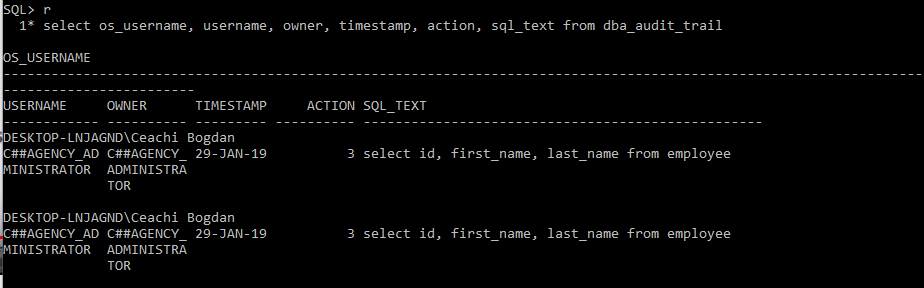 SQL> r
  1* select os_username, username, owner, timestamp, action, sql_text from dba_audit_trail
OS_USERNAME
--------------------------------------------------------------------------------------------------------------------
------------------------
USERNAME     OWNER      TIMESTAMP     ACTION SQL_TEXT
------------ ---------- --------- ---------- --------------------------------------------------
DESKTOP-LNJAGND\Ceachi Bogdan
C##AGENCY_AD C##AGENCY_ 29-JAN-19          3 select id, first_name, last_name from employee
MINISTRATOR  ADMINISTRA
             TOR
DESKTOP-LNJAGND\Ceachi Bogdan
C##AGENCY_AD C##AGENCY_ 29-JAN-19          3 select id, first_name, last_name from employee
MINISTRATOR  ADMINISTRA
             TOR